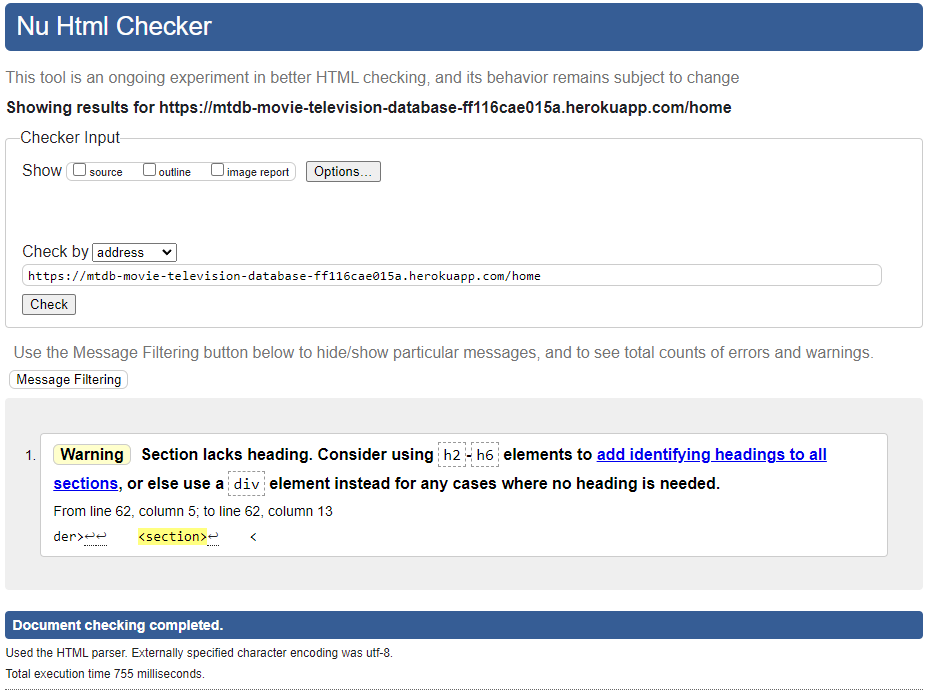 Nu Html Checker
This tool is an ongoing experiment in better HTML checking, and its behavior remains subject to change
Showing results for https://mtdb-movie-television-database-ff116cae015a.herokuapp.com/home
Checker Input
Show source outline image report Options...
Check by address
https://mtdb-movie-television-database-ff116cae015a.herokuapp.com/home
Check
Use the Message Filtering button below to hide/show particular messages, and to see total counts of errors and warnings.
Message Filtering
1. Warning Section lacks heading. Consider using h2-h6 elements to add identifying headings to all
sections, or else use a div element instead for any cases where no heading is needed.
From line 62, column 5; to line 62, column 13
der>↩↩ <section>↩ <
Document checking completed.
Used the HTML parser. Externally specified character encoding was utf-8.
Total execution time 755 milliseconds.